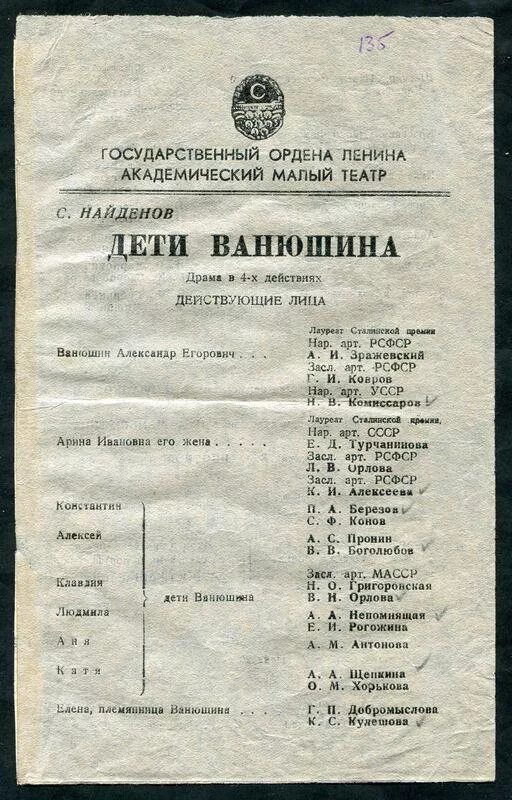 135
С
ГОСУДАРСТВЕННЫЙ ОРДЕНА ЛЕНИНА
АКАДЕМИЧЕСКИЙ МАЛЫЙ ТЕАТР
С. НАЙДЕНОВ
ДЕТИ ВАНЮШИНА
Драма в 4-х действиях
ДЕЙСТВУЮЩИЕ ЛИЦА
Лауреат Сталинской премии
Нар. арт. РСФСР
Ванюшин Александр Егорович . . . А. И. Зражевский
Засл. арт. РСФСР
Г. И. Ковров
Нар. арт. УССР
Н. В. Комиссаров
Лауреат Сталинской премии,
Нар. арт. СССР
Арина Ивановна его жена . . . . . Е. Д. Турчанинова
Засл. арт. РСФСР
Л. В. Орлова
Засл. арт. РСФСР
К. И. Алексеева
Константин П. А. Березов
С. Ф. Конов
Алексей А. С. Пронин
В. В. Боголюбов
Засл. арт. МАССР
Клавдия Н. О. Григоровская
дети Ванюшина В. Н. Орлова
Людмила А. А. Непомнящая
Е. И. Рогожина
Аня А. М. Антонова
Катя А. А. Щепкина
О. М. Хорькова
Елена, племянница Ванюшина . . . Г. П. Добромыслова
К. С. Кулешова